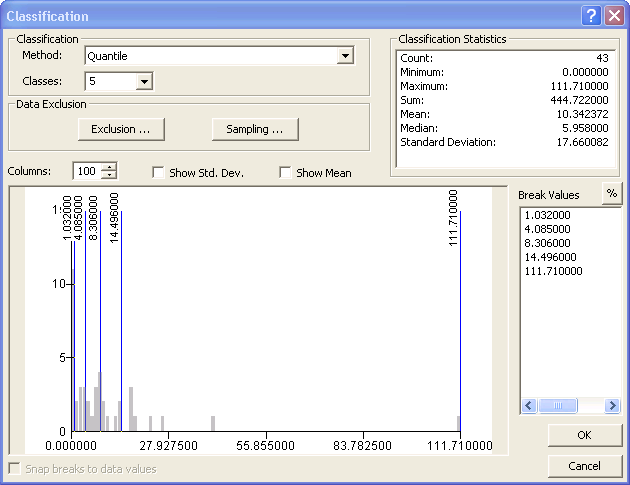 Classification
Classification
Method: Quantile
Classes: 5
Data Exclusion
Exclusion ...
Sampling ...
Classification Statistics
Count: 43
Minimum: 0.000000
Maximum: 111.710000
Sum: 444.722000
Mean: 10.342372
Median: 5.958000
Standard Deviation: 17.660082
Columns: 100
Show Std. Dev.
Show Mean
Break Values
%
1.032000
4.085000
8.306000
14.496000
111.710000
1.032000
4.085000
8.306000
14.496000
111.710000
10
5
0
0.000000 27.927500 55.855000 83.782500 111.710000
Snap breaks to data values
OK
Cancel